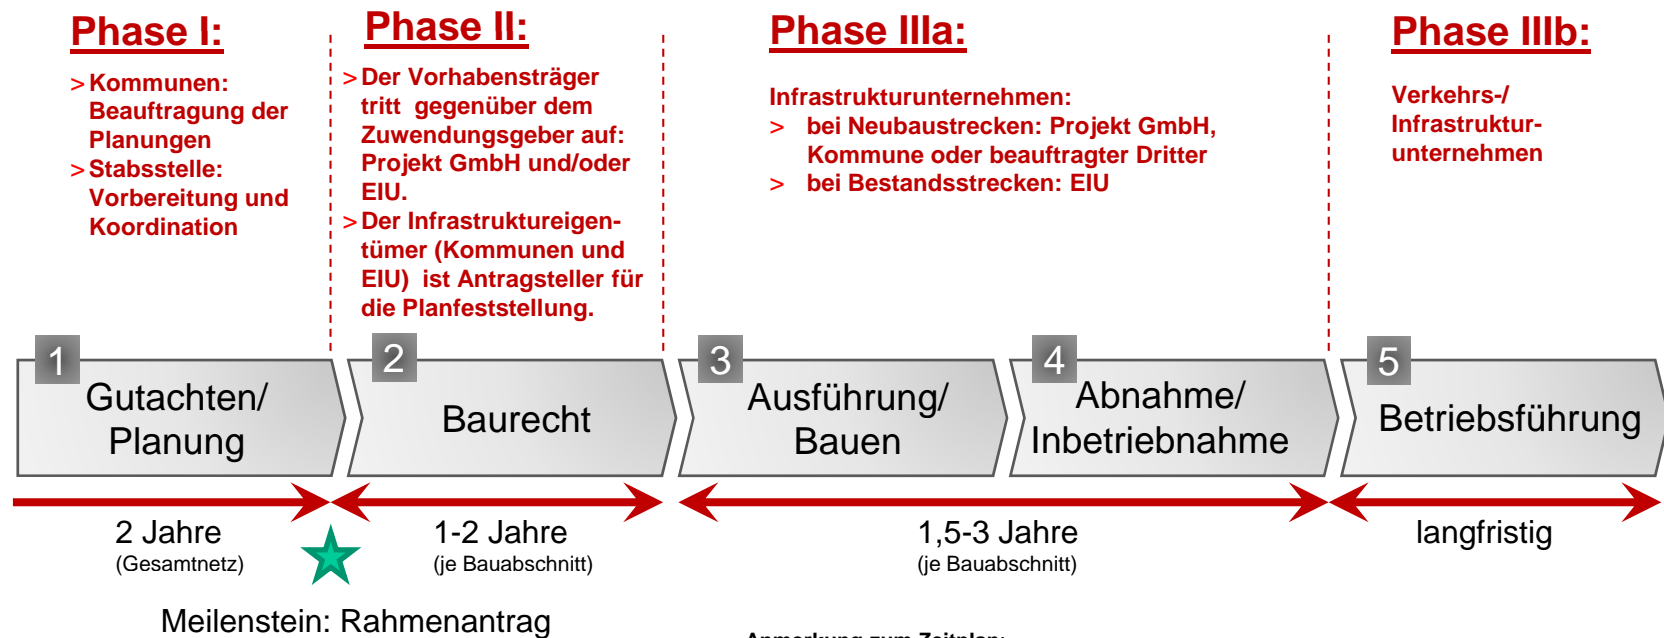 Phase I:
> Kommunen:
Beauftragung der
Planungen
> Stabsstelle:
Vorbereitung und
Koordination
Phase II:
> Der Vorhabensträger
tritt gegenüber dem
Zuwendungsgeber auf:
Projekt GmbH und/oder
EIU.
> Der Infrastruktureigen-
tümer (Kommunen und
EIU) ist Antragsteller für
die Planfeststellung.
Phase IIIa:
Infrastrukturunternehmen:
> bei Neubaustrecken: Projekt GmbH,
Kommune oder beauftragter Dritter
> bei Bestandsstrecken: EIU
Phase IIIb:
Verkehrs-/
Infrastruktur-
unternehmen
1
Gutachten/
Planung
2
Baurecht
3
Ausführung/
Bauen
4
Abnahme/
Inbetriebnahme
5
Betriebsführung
2 Jahre
(Gesamtnetz)
1-2 Jahre
(je Bauabschnitt)
1,5-3 Jahre
(je Bauabschnitt)
langfristig
Meilenstein: Rahmenantrag
Anmerkung zum Zeitplan: